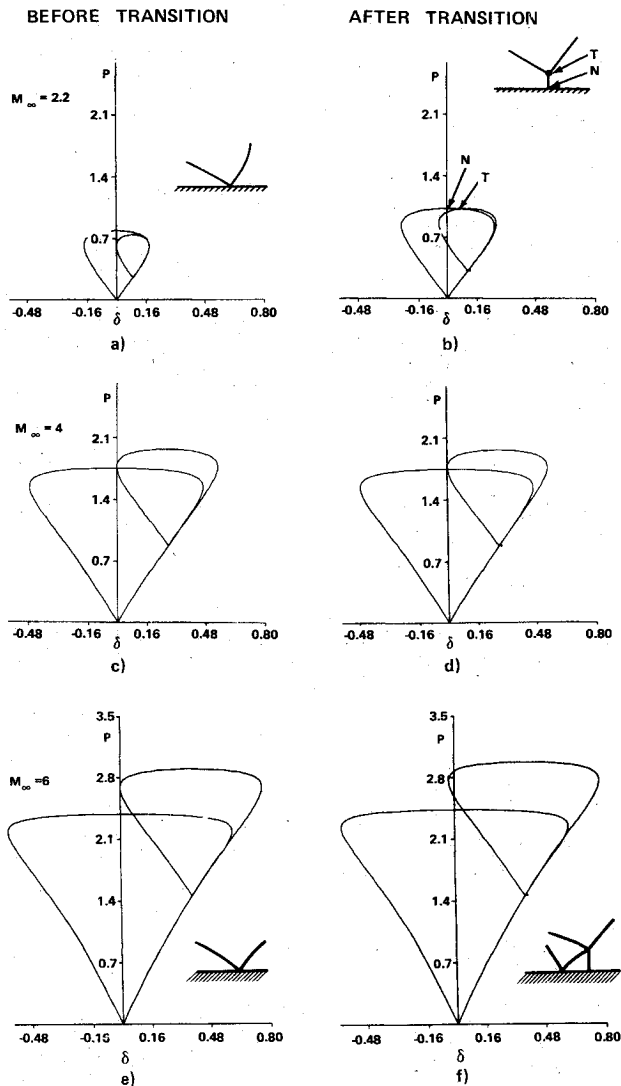 BEFORE TRANSITION
AFTER TRANSITION
P
M∞ = 2.2
2.1
1.4
0.7
-0.48 -0.16 0.16 0.48 0.80
δ
a)
P
T
N
2.1
1.4
N
T
0.7
-0.48 -0.16 0.16 0.48 0.80
δ
b)
P
M∞ = 4
2.1
1.4
0.7
-0.48 -0.16 0.16 0.48 0.80
δ
c)
P
2.1
1.4
0.7
-0.48 -0.16 0.16 0.48 0.80
δ
d)
3.5
P
2.8
M∞ =6
2.1
1.4
0.7
-0.48 -0.16 0.16 0.48 0.80
δ
e)
3.5
P
2.8
2.1
1.4
0.7
-0.48 -0.16 0.16 0.48 0.80
δ
f)